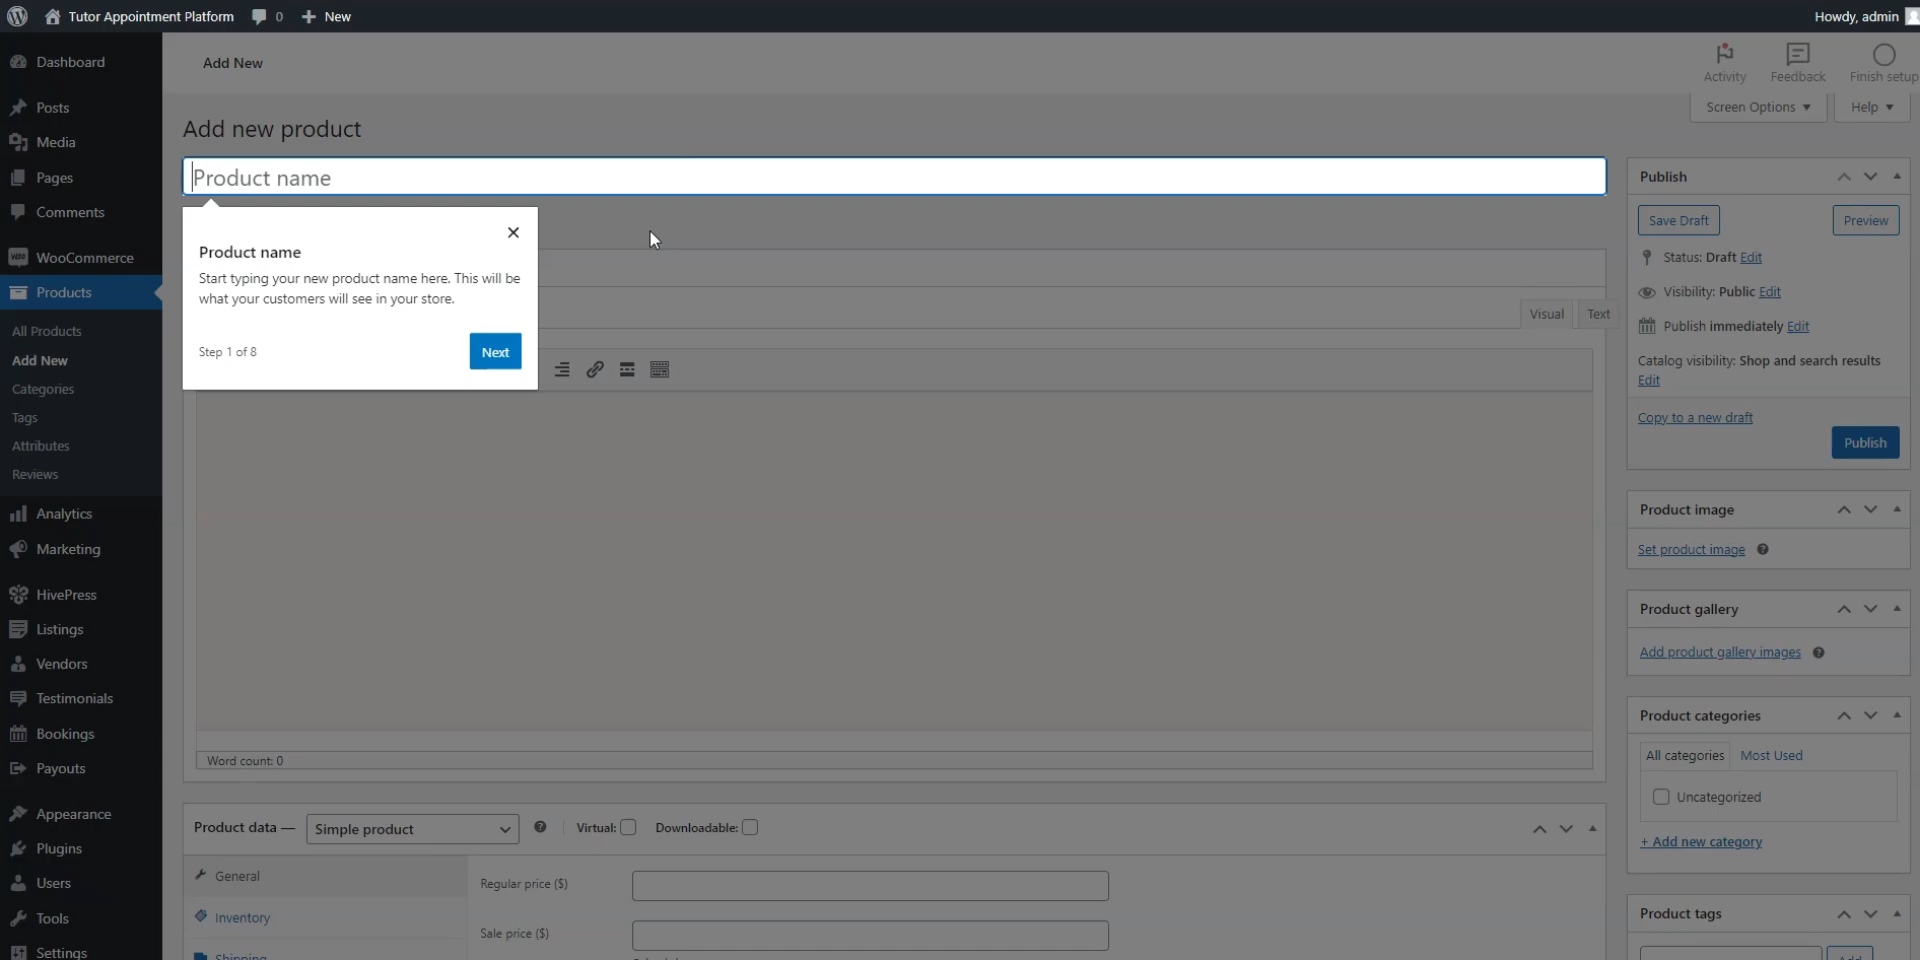 Tutor Appointment Platform
0
New
Howdy, admin
Dashboard
Posts
Media
Pages
Comments
WooCommerce
Products
All Products
Add New
Categories
Tags
Attributes
Reviews
Analytics
Marketing
HivePress
Listings
Vendors
Testimonials
Bookings
Payouts
Appearance
Plugins
Users
Tools
Settings
Add New
Activity
Feedback
Finish setup
Screen Options
Help
Add new product
Product name
Product name
Start typing your new product name here. This will be
what your customers will see in your store.
Step 1 of 8
Next
Visual
Text
Word count: 0
Product data —
Simple product
Virtual:
Downloadable:
General
Inventory
Shipping
Regular price ($)
Sale price ($)
Publish
Save Draft
Preview
Status: Draft Edit
Visibility: Public Edit
Publish immediately Edit
Catalog visibility: Shop and search results
Edit
Copy to a new draft
Publish
Product image
Set product image
Product gallery
Add product gallery images
Product categories
All categories
Most Used
Uncategorized
+ Add new category
Product tags
Add